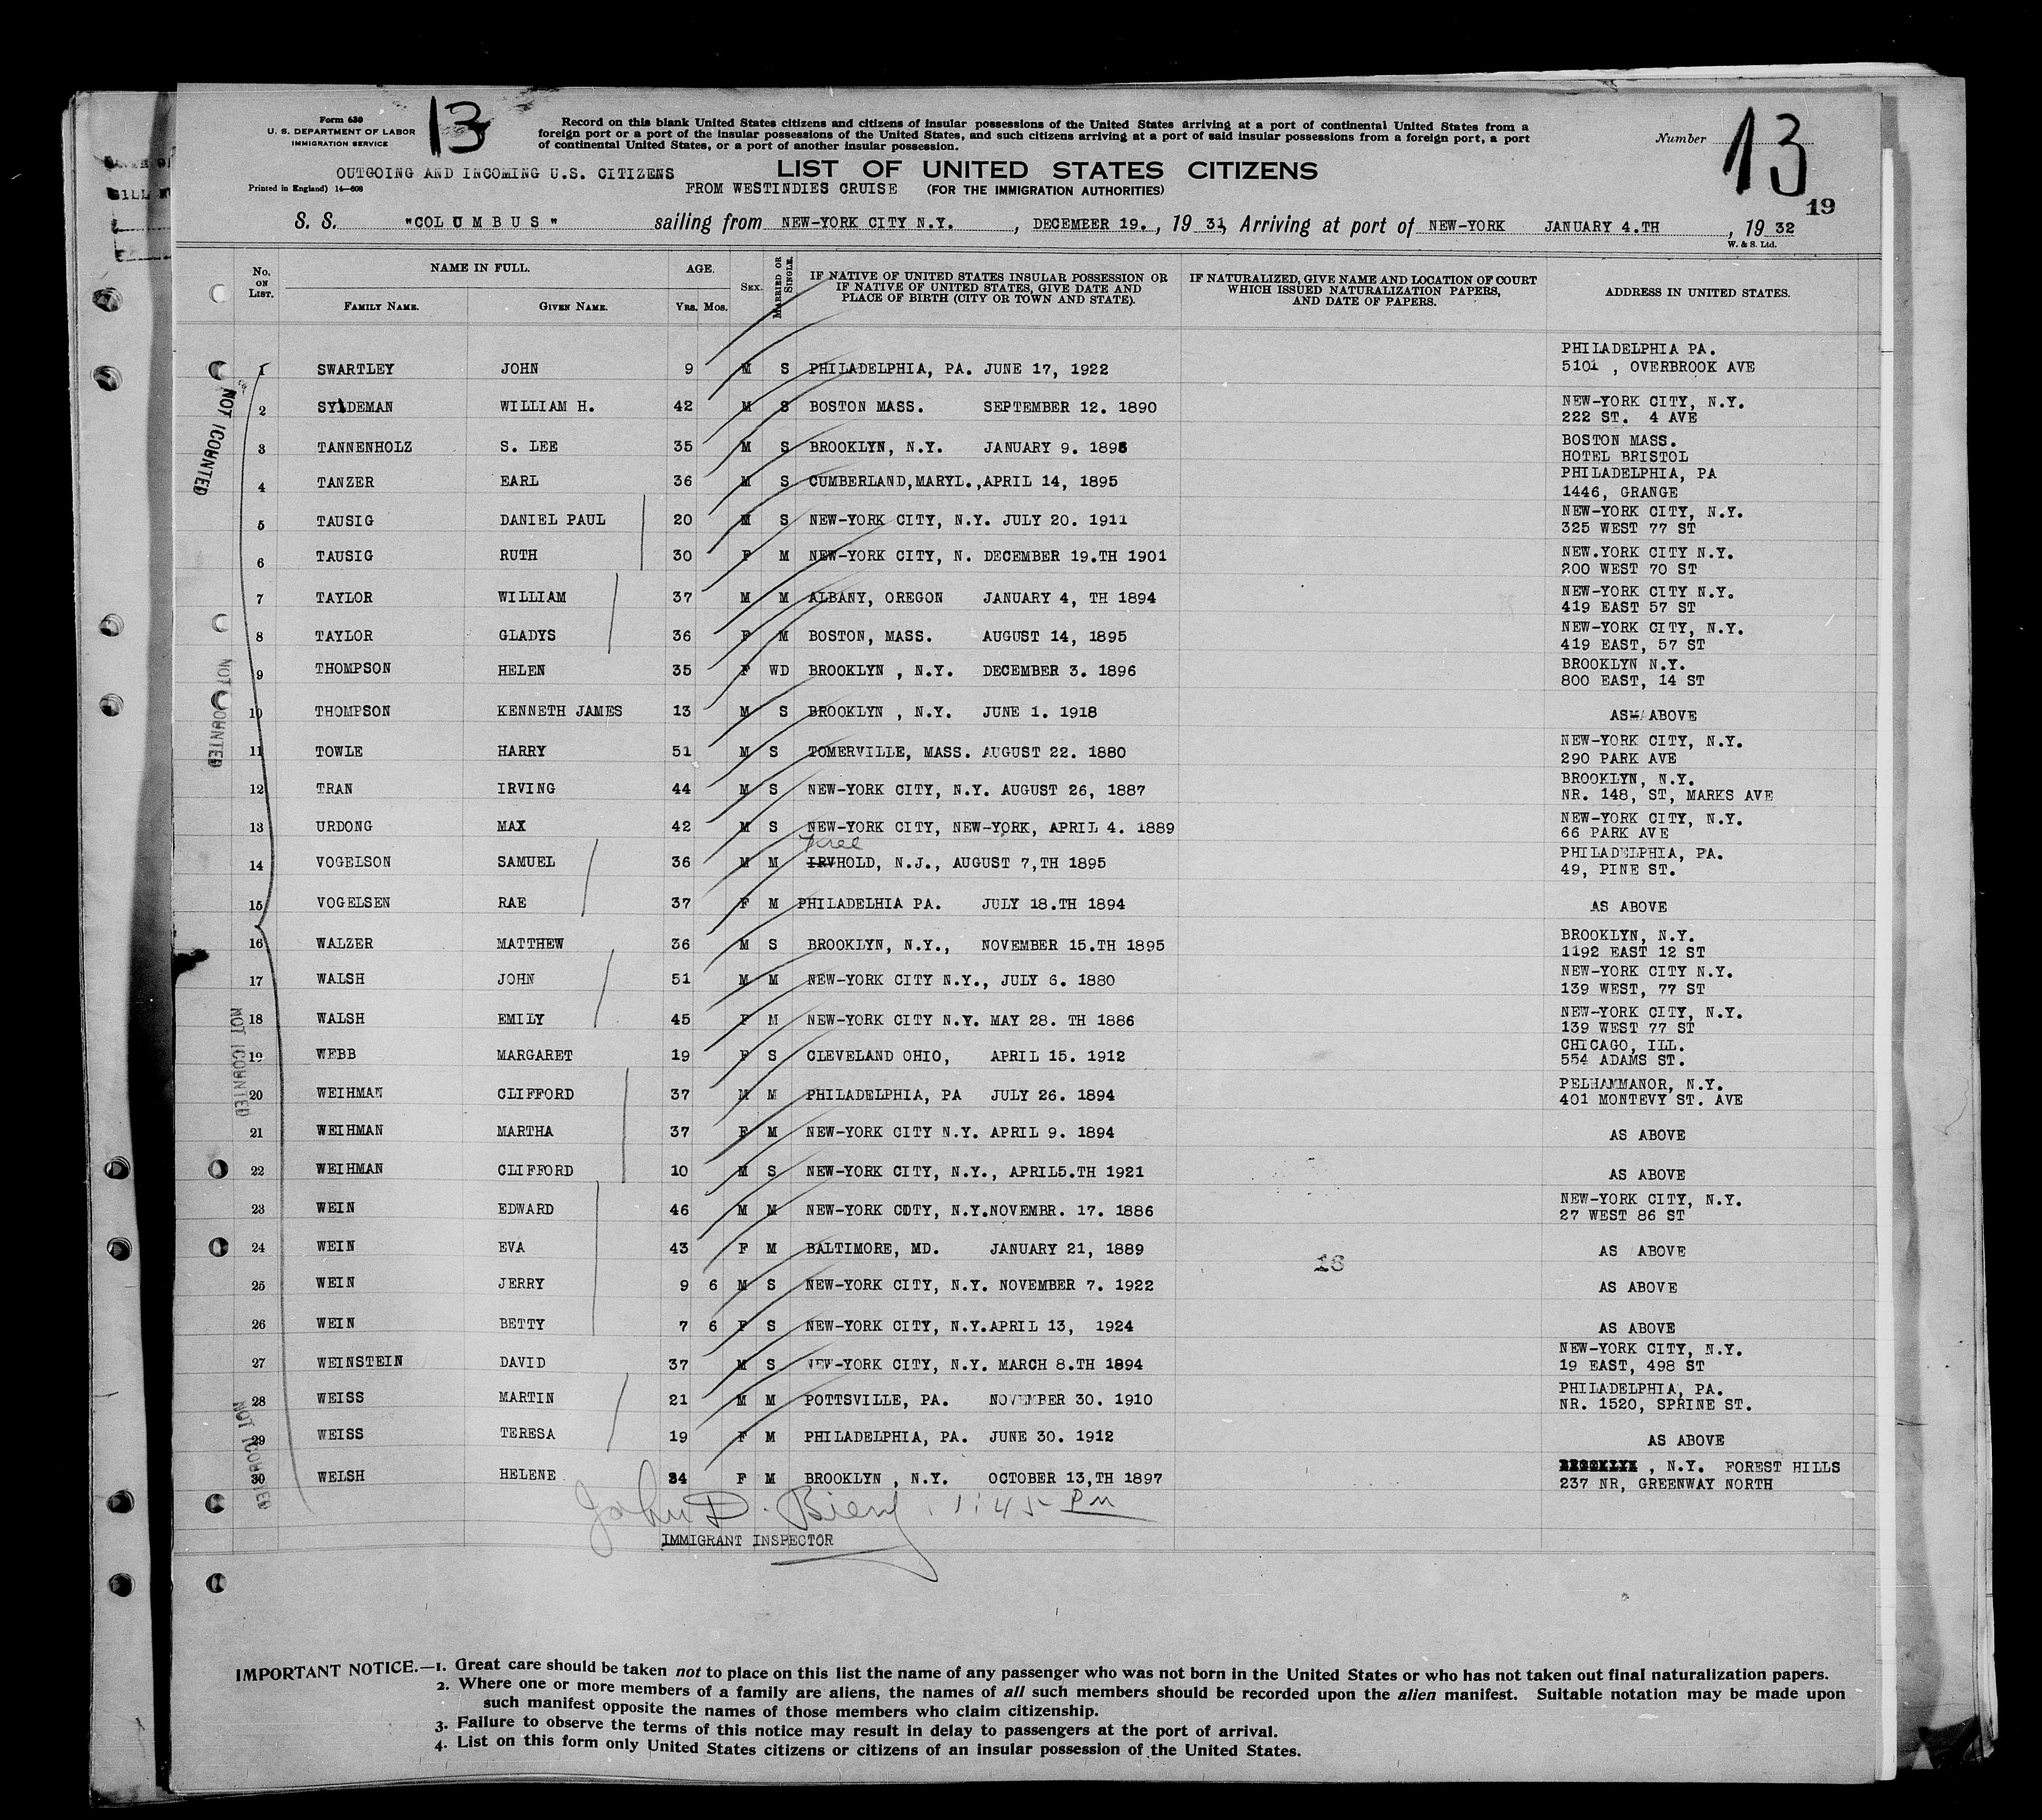 Form 630
U. S. DEPARTMENT OF LABOR
IMMIGRATION SERVICE
13
Record on this blank United States citizens and citizens of insular possessions of the United States arriving at a port of continental United States from a
foreign port or a port of the insular possessions of the United States, and such citizens arriving at a port of said insular possessions from a foreign port, a port
of continental United States, or a port of another insular possession.
Number 13
OUTGOING AND INCOMING U.S. CITIZENS LIST OF UNITED STATES CITIZENS
Printed in England) 14—608 FROM WESTINDIES CRUISE (FOR THE IMMIGRATION AUTHORITIES)
19
S. S. "COLUMBUS" sailing from NEW-YORK CITY N.Y. , DECEMEER 19. , 19 31, Arriving at port of NEW-YORK JANUARY 4.TH , 19 32
W. & S. Ltd.
No. ON LIST. NAME IN FULL. FAMILY NAME. GIVEN NAME. AGE. YRS. MOS. SEX. MARRIED OR SINGLE. IF NATIVE OF UNITED STATES INSULAR POSSESSION OR IF NATIVE OF UNITED STATES, GIVE DATE AND PLACE OF BIRTH (CITY OR TOWN AND STATE). IF NATURALIZED, GIVE NAME AND LOCATION OF COURT WHICH ISSUED NATURALIZATION PAPERS, AND DATE OF PAPERS. ADDRESS IN UNITED STATES.
PHILADELPHIA PA.
1 SWARTLEY JOHN 9 M S PHILADELPHIA, PA. JUNE 17, 1922 5101 , OVERBROOK AVE
NEW-YORK CITY, N.Y.
2 SYLDEMAN WILLIAM H. 42 M S BOSTON MASS. SEPTEMBER 12. 1890 222 ST. 4 AVE
BOSTON MASS.
3 TANNENHOLZ S. LEE 35 M S BROOKLYN, N.Y. JANUARY 9. 1896 HOTEL BRISTOL
PHILADELPHIA, PA
4 TANZER EARL 36 M S CUMBERLAND,MARYL.,APRIL 14, 1895 1446, GRANGE
NEW-YORK CITY, N.Y.
5 TAUSIG DANIEL PAUL 20 M S NEW-YORK CITY, N.Y. JULY 20. 1911 325 WEST 77 ST
NEW.YORK CITY N.Y.
6 TAUSIG RUTH 30 F M NEW-YORK CITY, N. DECEMBER 19.TH 1901 200 WEST 70 ST
NEW-YORK CITY N.Y.
7 TAYLOR WILLIAM 37 M M ALBANY, OREGON JANUARY 4, TH 1894 419 EAST 57 ST
NEW-YORK CITY, N.Y.
8 TAYLOR GLADYS 36 F M BOSTON, MASS. AUGUST 14, 1895 419 EAST, 57 ST
BROOKLYN N.Y.
9 THOMPSON HELEN 35 F WD BROOKLYN , N.Y. DECEMBER 3. 1896 800 EAST, 14 ST
10 THOMPSON KENNETH JAMES 13 M S BROOKLYN , N.Y. JUNE 1. 1918 AS ABOVE
NEW-YORK CITY, N.Y.
11 TOWLE HARRY 51 M S TOMERVILLE, MASS. AUGUST 22. 1880 290 PARK AVE
BROOKLYN, N.Y.
12 TRAN IRVING 44 M S NEW-YORK CITY, N.Y. AUGUST 26, 1887 NR. 148, ST, MARKS AVE
NEW-YORK CITY, N.Y.
13 URDONG MAX 42 M S NEW-YORK CITY, NEW-YORK, APRIL 4. 1889 66 PARK AVE
Free
PHILADELPHIA, PA.
14 VOGELSON SAMUEL 36 M M IRVHOLD, N.J., AUGUST 7,TH 1895 49, PINE ST.
15 VOGELSEN RAE 37 F M PHILADELHIA PA. JULY 18.TH 1894 AS ABOVE
BROOKLYN, N.Y.
16 WALZER MATTHEW 36 M S BROOKLYN, N.Y., NOVEMBER 15.TH 1895 1192 EAST 12 ST
NEW-YORK CITY N.Y.
17 WALSH JOHN 51 M M NEW-YORK CITY N.Y., JULY 6. 1880 139 WEST, 77 ST
NEW-YORK CITY, N.Y.
18 WALSH EMILY 45 F M NEW-YORK CITY N.Y. MAY 28. TH 1886 139 WEST 77 ST
CHICAGO, ILL.
19 WEBB MARGARET 19 F S CLEVELAND OHIO, APRIL 15. 1912 554 ADAMS ST.
PELHAMMANOR, N.Y.
20 WEIHMAN CLIFFORD 37 M M PHILADELPHIA, PA JULY 26. 1894 401 MONTEVY ST. AVE
21 WEIHMAN MARTHA 37 F M NEW-YORK CITY N.Y. APRIL 9. 1894 AS ABOVE
22 WEIHMAN CLIFFORD 10 M S NEW-YORK CITY, N.Y., APRIL5.TH 1921 AS ABOVE
NEW-YORK CITY, N.Y.
23 WEIN EDWARD 46 M M NEW-YORK CDTY, N.Y.NOVEMBR. 17. 1886 27 WEST 86 ST
24 WEIN EVA 43 F M BALTIMORE, MD. JANUARY 21, 1889 AS ABOVE
18
25 WEIN JERRY 9 6 M S NEW-YORK CITY, N.Y. NOVEMBER 7. 1922 AS ABOVE
26 WEIN BETTY 7 6 F S NEW-YORK CITY, N.Y.APRIL 13, 1924 AS ABOVE
NEW-YORK CITY, N.Y.
27 WEINSTEIN DAVID 37 M S NEW-YORK CITY, N.Y. MARCH 8.TH 1894 19 EAST, 498 ST
PHILADELPHIA, PA.
28 WEISS MARTIN 21 M M POTTSVILLE, PA. NOVEMBER 30. 1910 NR. 1520, SPRINE ST.
29 WEISS TERESA 19 F M PHILADELPHIA, PA. JUNE 30. 1912 AS ABOVE
BROOKLYN , N.Y. FOREST HILLS
30 WELSH HELENE 34 F M BROOKLYN , N.Y. OCTOBER 13,TH 1897 237 NR, GREENWAY NORTH
John D. 1:45 PM
IMMIGRANT INSPECTOR
NOT COUNTED
NOT COUNTED
NOT COUNTED
NOT COUNTED
IMPORTANT NOTICE.—1. Great care should be taken not to place on this list the name of any passenger who was not born in the United States or who has not taken out final naturalization papers.
2. Where one or more members of a family are aliens, the names of all such members should be recorded upon the alien manifest. Suitable notation may be made upon
such manifest opposite the names of those members who claim citizenship.
3. Failure to observe the terms of this notice may result in delay to passengers at the port of arrival.
4. List on this form only United States citizens or citizens of an insular possession of the United States.